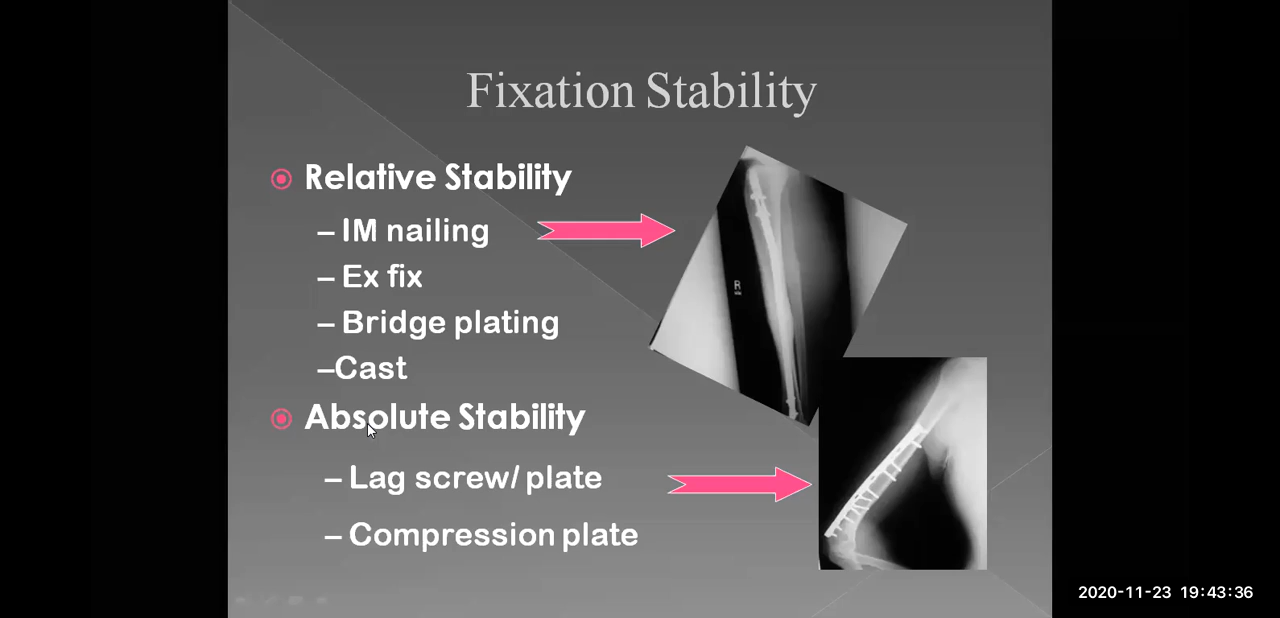 Fixation Stability
Relative Stability
– IM nailing
– Ex fix
– Bridge plating
–Cast
Absolute Stability
– Lag screw/ plate
– Compression plate
R
2020-11-23 19:43:36